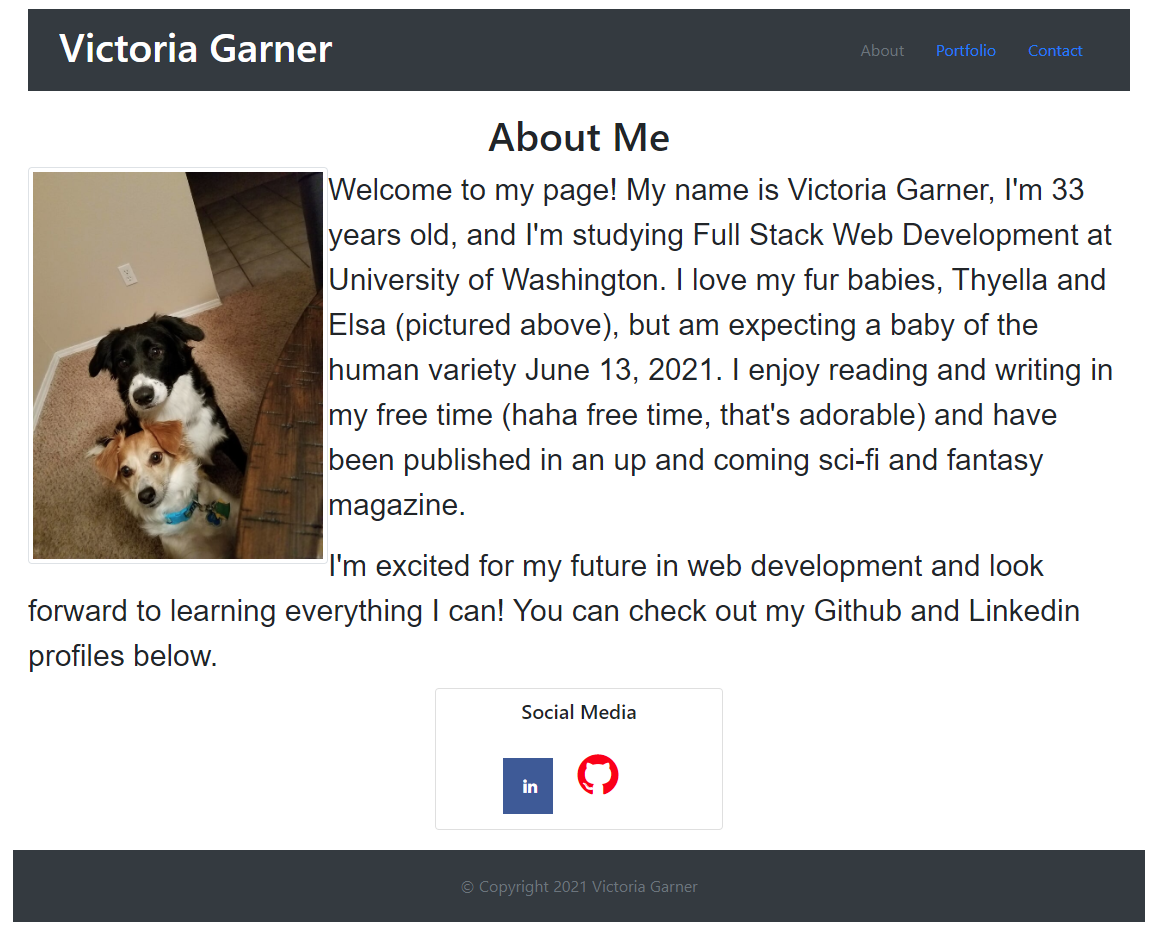 Victoria Garner
About Portfolio Contact
About Me
Welcome to my page! My name is Victoria Garner, I'm 33
years old, and I'm studying Full Stack Web Development at
University of Washington. I love my fur babies, Thyella and
Elsa (pictured above), but am expecting a baby of the
human variety June 13, 2021. I enjoy reading and writing in
my free time (haha free time, that's adorable) and have
been published in an up and coming sci-fi and fantasy
magazine.
I'm excited for my future in web development and look
forward to learning everything I can! You can check out my Github and Linkedin
profiles below.
Social Media
in
© Copyright 2021 Victoria Garner